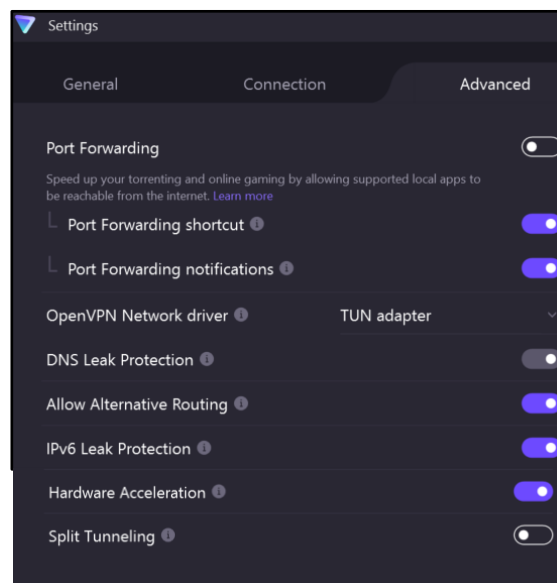 Settings
General Connection Advanced
Port Forwarding
Speed up your torrenting and online gaming by allowing supported local apps to
be reachable from the internet. Learn more
Port Forwarding shortcut
Port Forwarding notifications
OpenVPN Network driver TUN adapter
DNS Leak Protection
Allow Alternative Routing
IPv6 Leak Protection
Hardware Acceleration
Split Tunneling